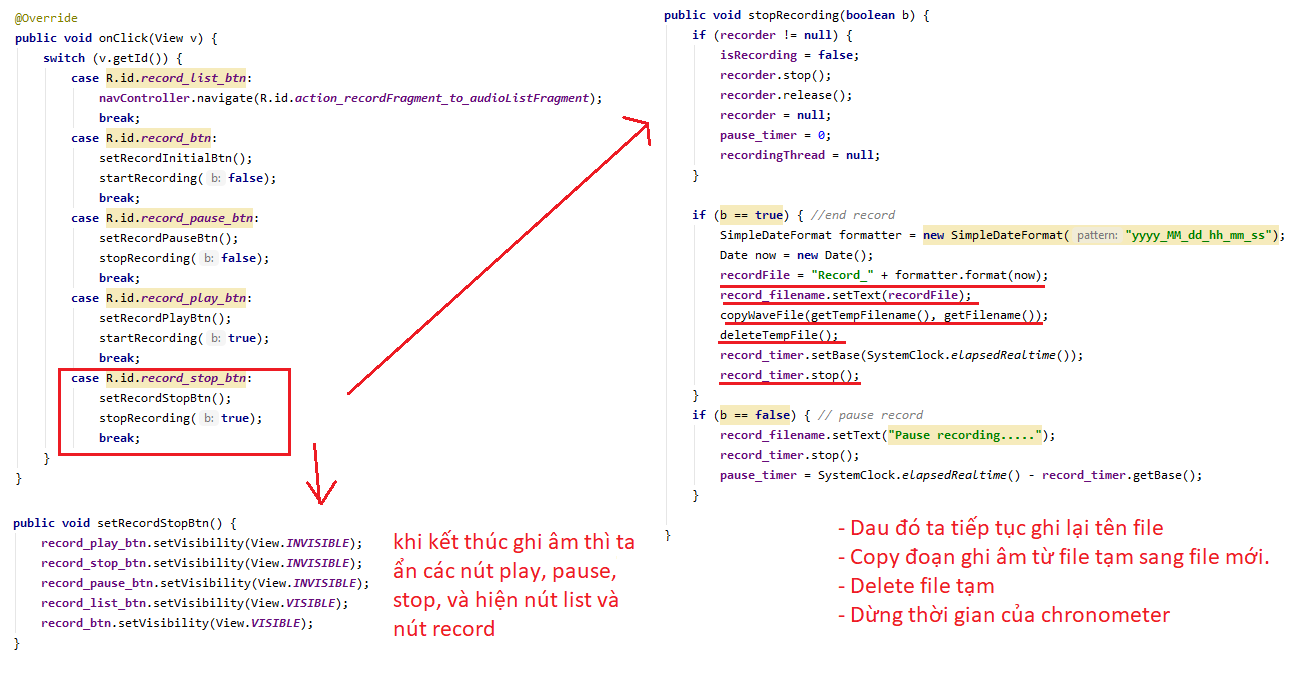 @Override
public void onClick(View v) {
switch (v.getId()) {
case R.id.record_list_btn:
navController.navigate(R.id.action_recordFragment_to_audioListFragment);
break;
case R.id.record_btn:
setRecordInitialBtn();
startRecording( b: false);
break;
case R.id.record_pause_btn:
setRecordPauseBtn();
stopRecording( b: false);
break;
case R.id.record_play_btn:
setRecordPlayBtn();
startRecording( b: true);
break;
case R.id.record_stop_btn:
setRecordStopBtn();
stopRecording( b: true);
break;
}
}
public void setRecordStopBtn() {
record_play_btn.setVisibility(View.INVISIBLE);
record_stop_btn.setVisibility(View.INVISIBLE);
record_pause_btn.setVisibility(View.INVISIBLE);
record_list_btn.setVisibility(View.VISIBLE);
record_btn.setVisibility(View.VISIBLE);
}
khi kết thúc ghi âm thì ta
ẩn các nút play, pause,
stop, và hiện nút list và
nút record
public void stopRecording(boolean b) {
if (recorder != null) {
isRecording = false;
recorder.stop();
recorder.release();
recorder = null;
pause_timer = 0;
recordingThread = null;
}
if (b == true) { //end record
SimpleDateFormat formatter = new SimpleDateFormat( pattern: "yyyy_MM_dd_hh_mm_ss");
Date now = new Date();
recordFile = "Record_" + formatter.format(now);
record_filename.setText(recordFile);
copyWaveFile(getTempFilename(), getFilename());
deleteTempFile();
record_timer.setBase(SystemClock.elapsedRealtime());
record_timer.stop();
}
if (b == false) { // pause record
record_filename.setText("Pause recording.....");
record_timer.stop();
pause_timer = SystemClock.elapsedRealtime() - record_timer.getBase();
}
}
- Dau đó ta tiếp tục ghi lại tên file
- Copy đoạn ghi âm từ file tạm sang file mới.
- Delete file tạm
- Dừng thời gian của chronometer